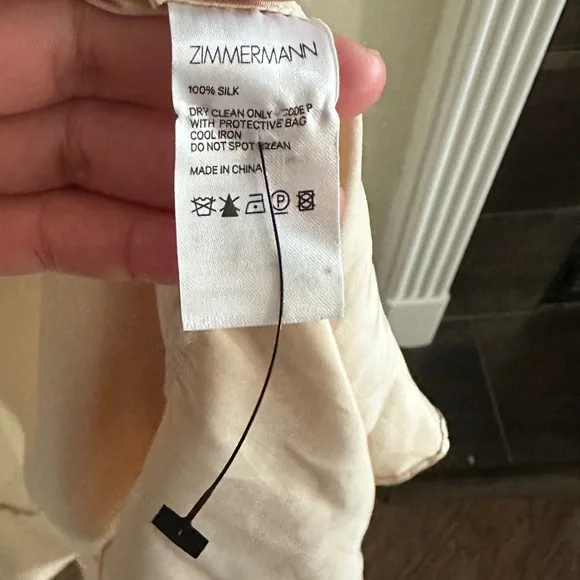 ZIMMERMANN
100% SILK
DRY CLEAN ONLY P
WITH PROTECTIVE BAG
COOL IRON
DO NOT SPOT
MADE IN CHINA
P